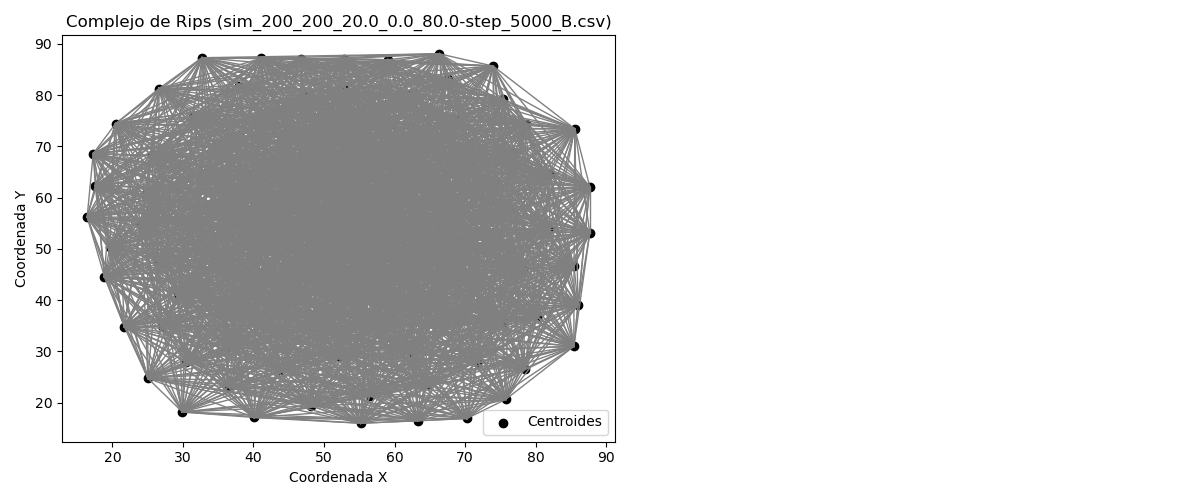 Complejo de Rips (sim_200_200_20.0_0.0_80.0-step_5000_B.csv)
90
80
70
60
50
40
30
20
Coordenada Y
Centroides
20 30 40 50 60 70 80 90
Coordenada X